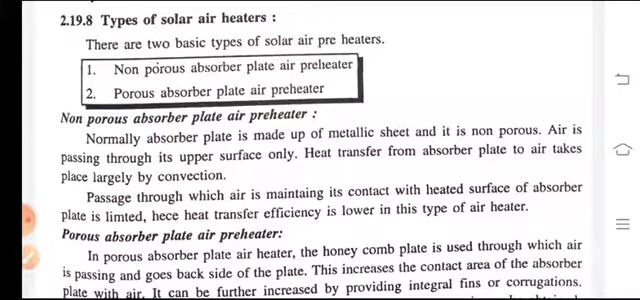 2.19.8 Types of solar air heaters :
There are two basic types of solar air pre heaters.
1. Non porous absorber plate air preheater
2. Porous absorber plate air preheater
Non porous absorber plate air preheater :
Normally absorber plate is made up of metallic sheet and it is non porous. Air is
passing through its upper surface only. Heat transfer from absorber plate to air takes
place largely by convection.
Passage through which air is maintaing its contact with heated surface of absorber
plate is limted, hece heat transfer efficiency is lower in this type of air heater.
Porous absorber plate air preheater:
In porous absorber plate air heater, the honey comb plate is used through which air
is passing and goes back side of the plate. This increases the contact area of the absorber
plate with air. It can be further increased by providing integral fins or corrugations.